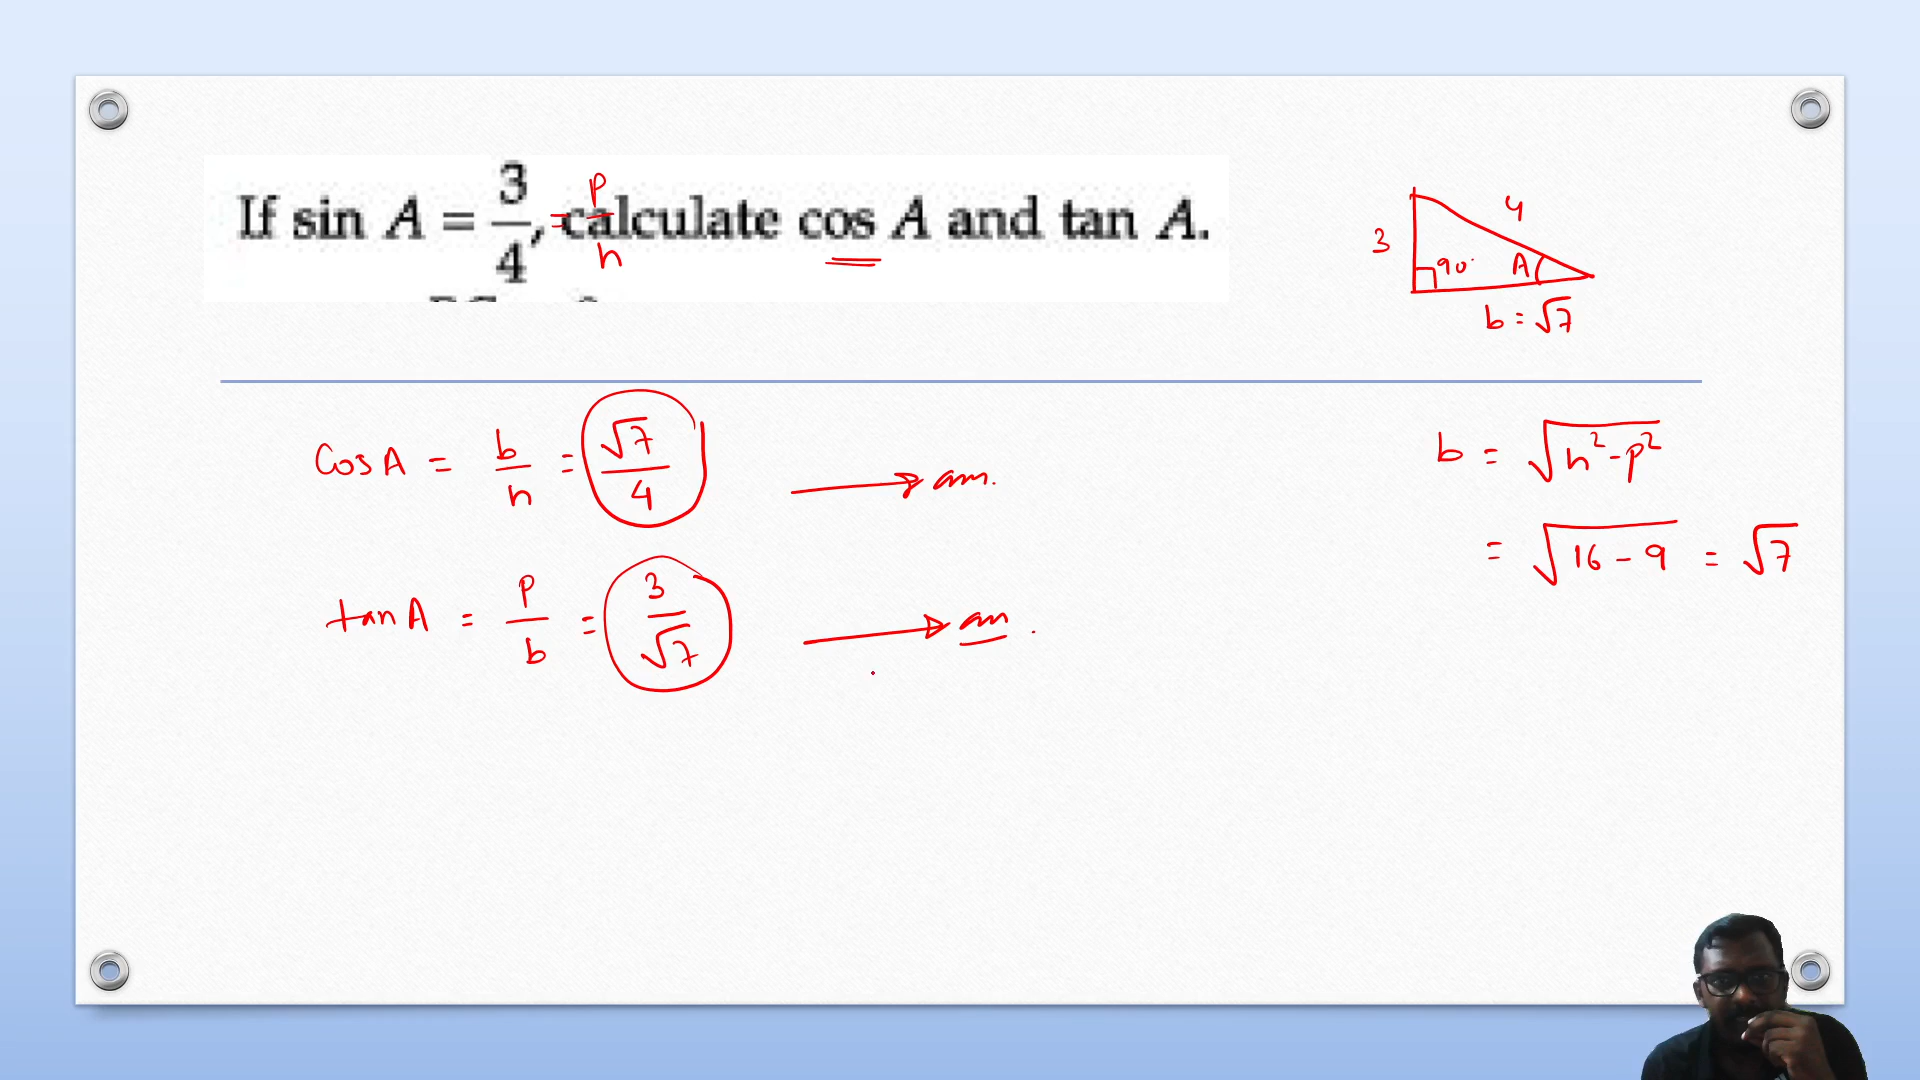 If sin A = 3/4, calculate cos A and tan A.
= p/h
3
4
90°
A
b = √7
Cos A = b/h = √7/4 → ans.
tan A = p/b = 3/√7 → an.
b = √h² - p²
= √16 - 9 = √7